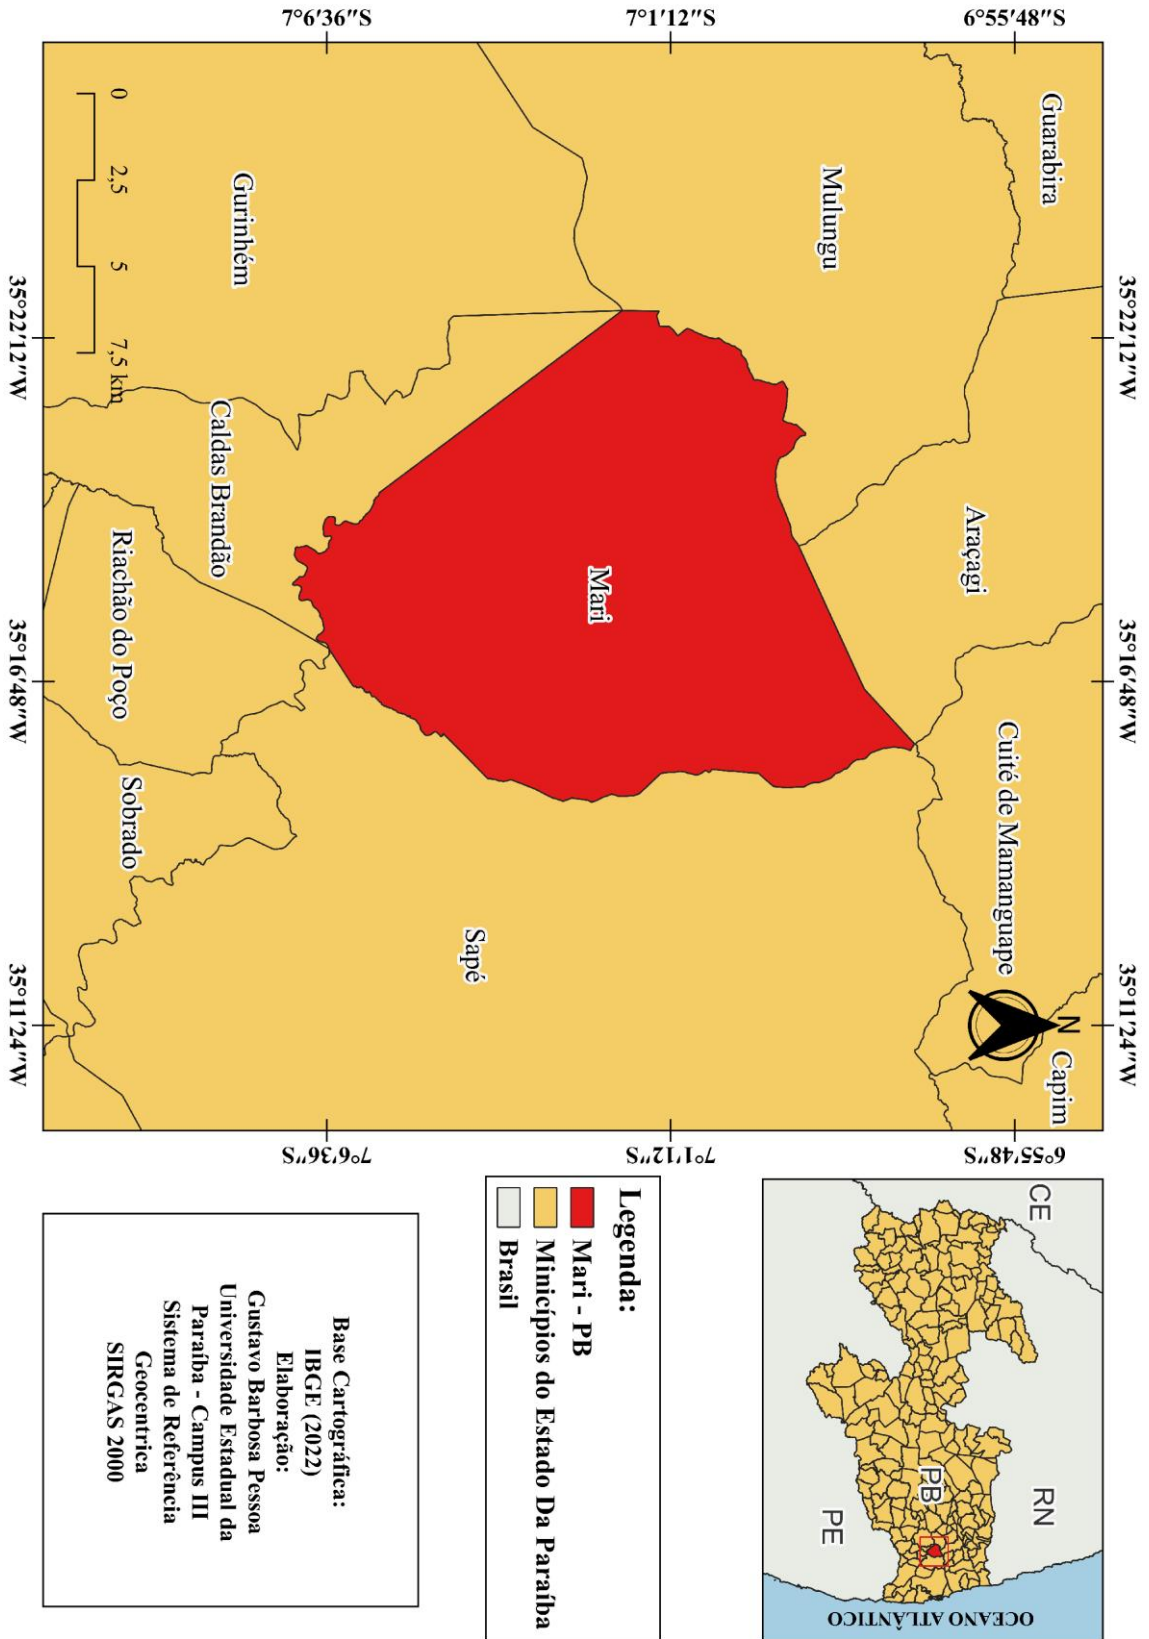 35°22'12"W
35°16'48"W
35°11'24"W
6°55'48"S
7°1'12"S
7°6'36"S
Guarabira
Mulungu
Araçagi
Cuité de Mamanguape
N
Capim
Mari
Sapé
Gurinhém
Caldas Brandão
Riachão do Poço
Sobrado
0
2,5
5
7,5 km
6°55'48"S
7°1'12"S
7°6'36"S
35°22'12"W
35°16'48"W
35°11'24"W
CE
RN
PB
PE
OCEANO ATLÂNTICO
Legenda:
Mari - PB
Minicípios do Estado Da Paraíba
Brasil
Base Cartográfica:
IBGE (2022)
Elaboração:
Gustavo Barbosa Pessoa
Universidade Estadual da
Paraíba - Campus III
Sistema de Referência
Geocentrica
SIRGAS 2000